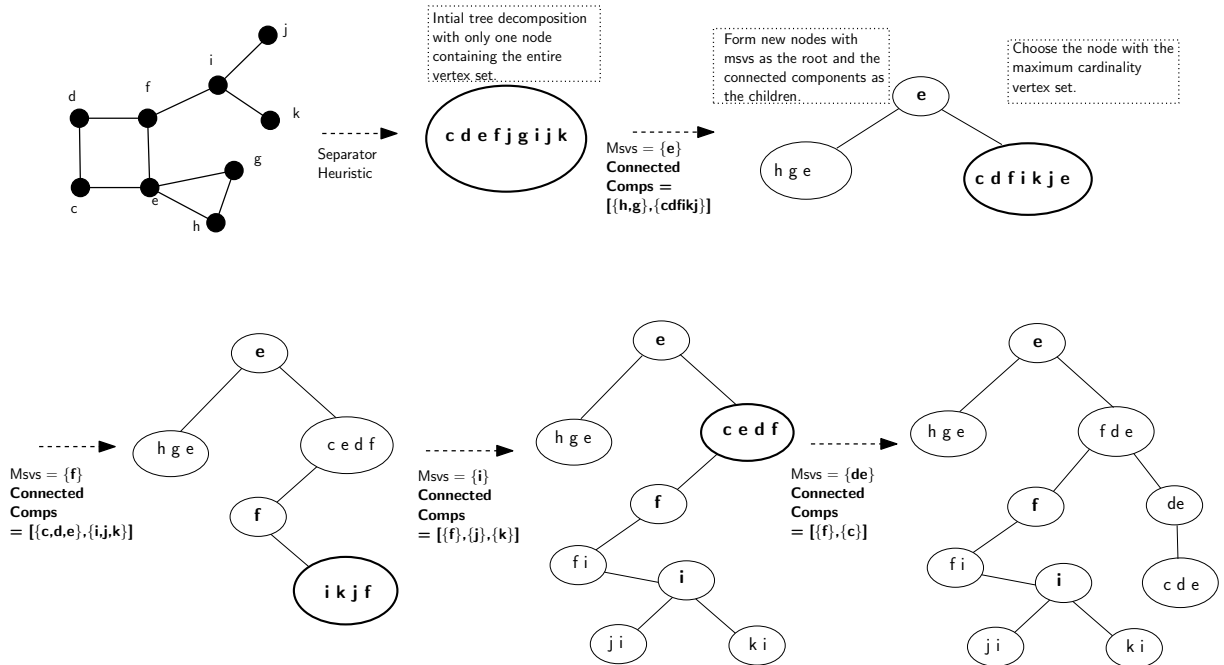 j
i
d
f
k
g
c
e
h
Separator
Heuristic
Intial tree decomposition
with only one node
containing the entire
vertex set.
c d e f j g i j k
Msvs = {e}
Connected
Comps =
[{h,g},{cdfikj}]
Form new nodes with
msvs as the root and the
connected components as
the children.
Choose the node with the
maximum cardinality
vertex set.
e
h g e
c d f i k j e
Msvs = {f}
Connected
Comps
= [{c,d,e},{i,j,k}]
e
h g e
c e d f
f
i k j f
Msvs = {i}
Connected
Comps
= [{f},{j},{k}]
e
h g e
c e d f
f
f i
i
j i
k i
Msvs = {de}
Connected
Comps
= [{f},{c}]
e
h g e
f d e
f
de
f i
i
c d e
j i
k i